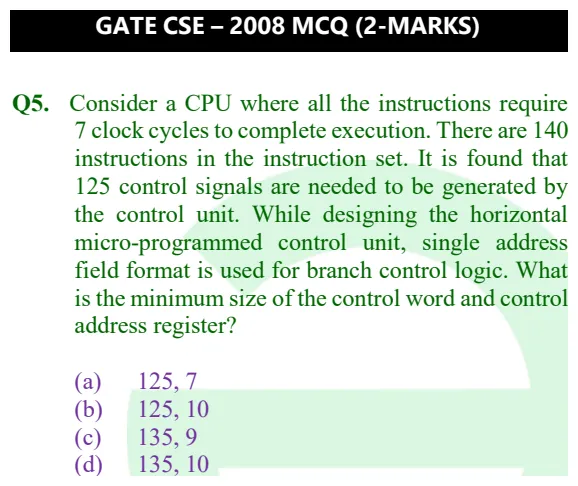 GATE CSE – 2008 MCQ (2-MARKS)
Q5. Consider a CPU where all the instructions require
7 clock cycles to complete execution. There are 140
instructions in the instruction set. It is found that
125 control signals are needed to be generated by
the control unit. While designing the horizontal
micro-programmed control unit, single address
field format is used for branch control logic. What
is the minimum size of the control word and control
address register?
(a) 125, 7
(b) 125, 10
(c) 135, 9
(d) 135, 10